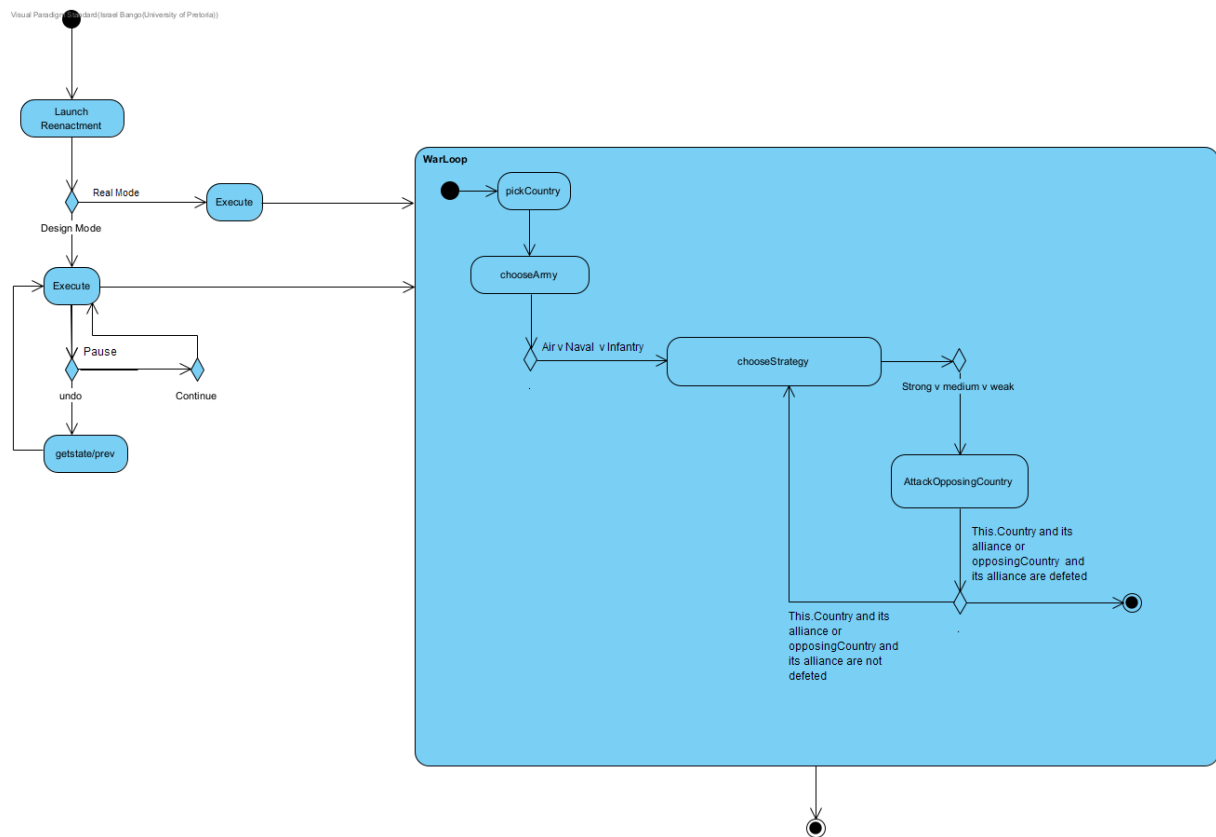 Visual Paradigm Standard(Israel Bango(University of Pretoria))
Launch
Reenactment
WarLoop
Real Mode
Execute
pickCountry
Design Mode
chooseArmy
Execute
Pause
Air v Naval v Infantry
chooseStrategy
Strong v medium v weak
undo
Continue
getstate/prev
AttackOpposingCountry
This.Country and its
alliance or
opposingCountry and
its alliance are defeted
This.Country and its
alliance or
opposingCountry and
its alliance are not
defeted